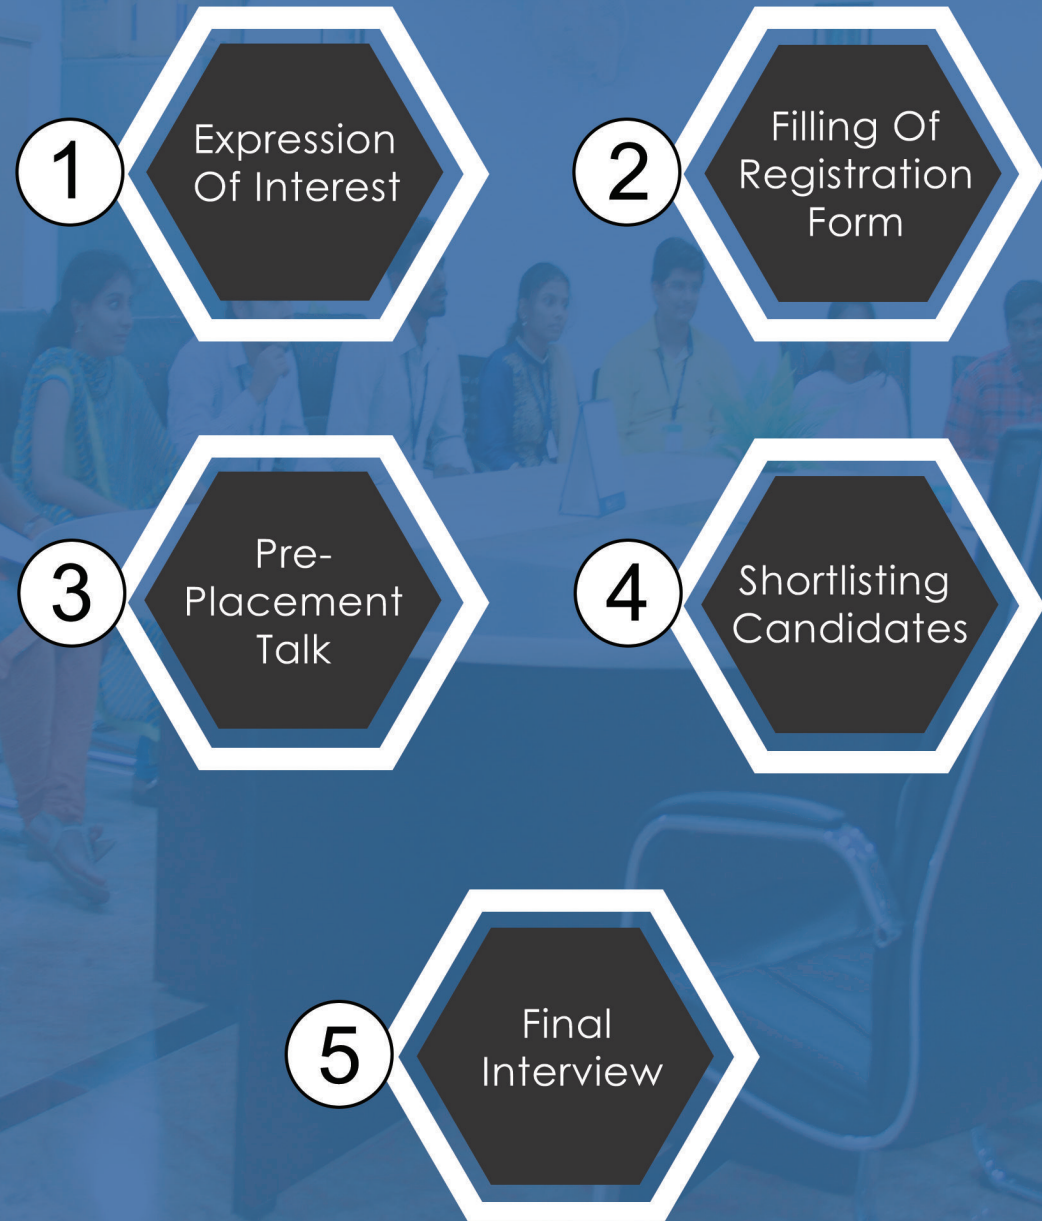 1
Expression
Of Interest
2
Filling Of
Registration
Form
3
Pre-
Placement
Talk
4
Shortlisting
Candidates
5
Final
Interview